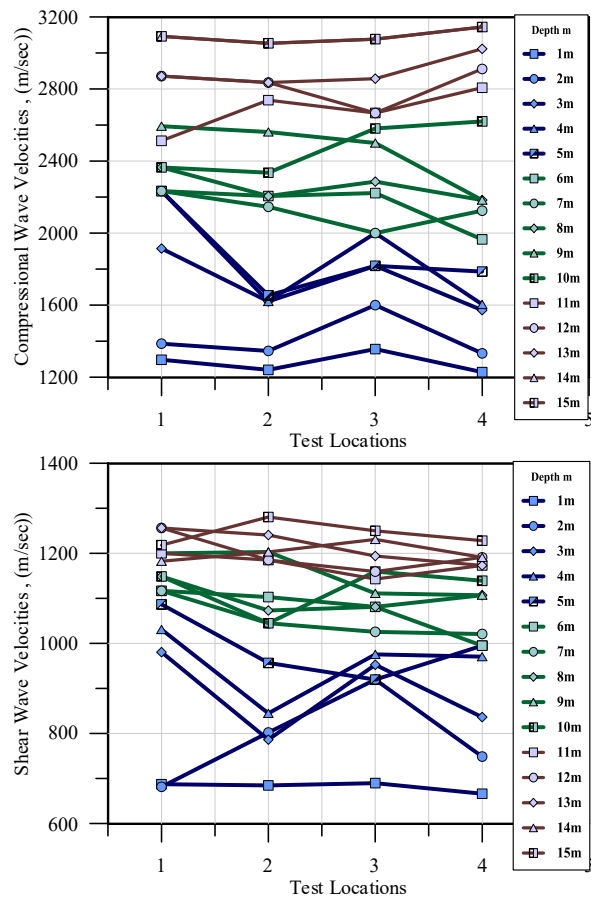 3200
2800
2400
2000
1600
1200
Compressional Wave Velocities , (m/sec))
1 2 3 4
Test Locations
Depth m
1m
2m
3m
4m
5m
6m
7m
8m
9m
10m
11m
12m
13m
14m
15m
1400
1200
1000
800
600
Shear Wave Velocities , (m/sec))
1 2 3 4
Test Locations
Depth m
1m
2m
3m
4m
5m
6m
7m
8m
9m
10m
11m
12m
13m
14m
15m